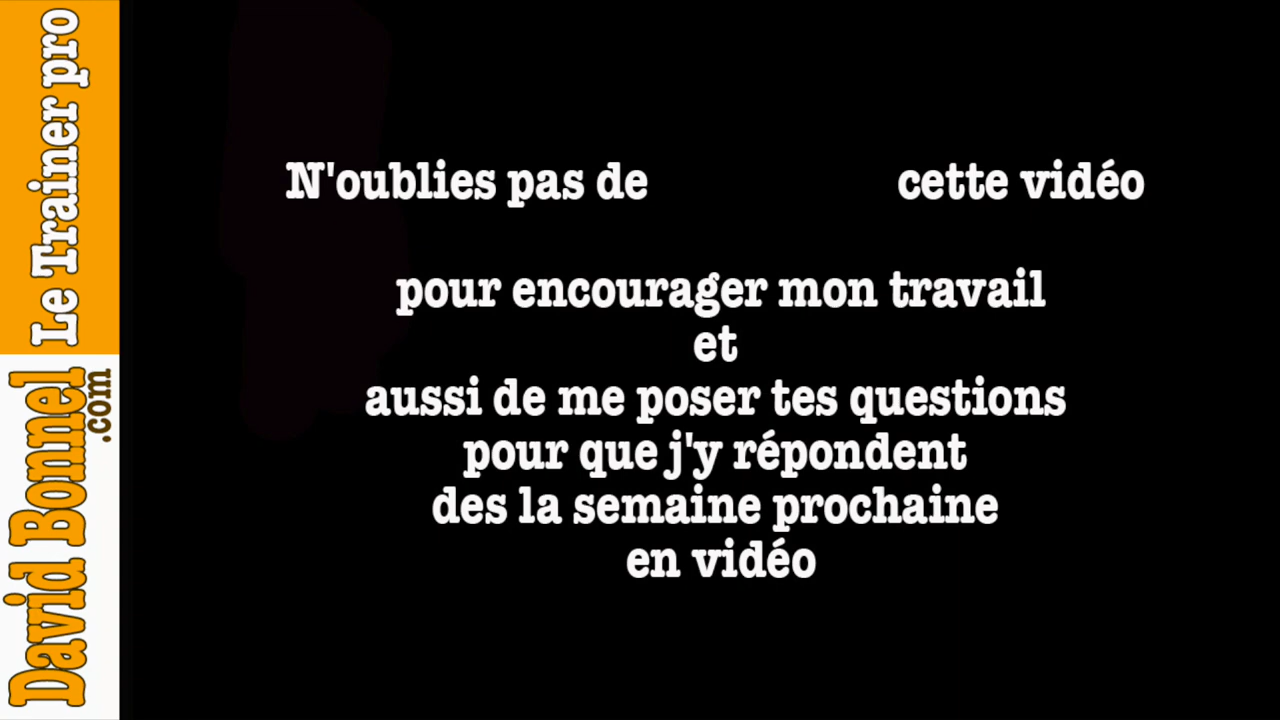 Le Trainer pro
David Bonnel
.com
N'oublies pas de cette vidéo
pour encourager mon travail
et
aussi de me poser tes questions
pour que j'y répondent
des la semaine prochaine
en vidéo